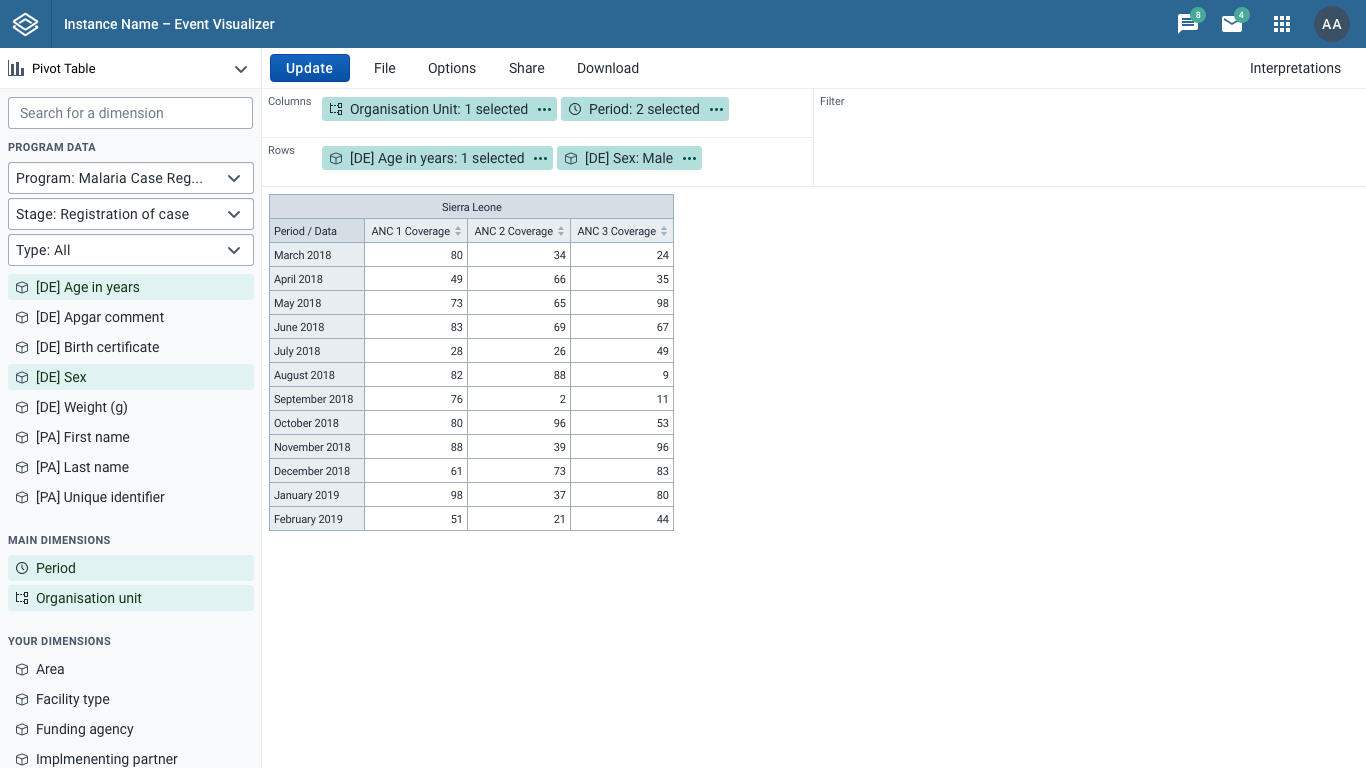 Instance Name – Event Visualizer
8
4
AA
Pivot Table
Update
File
Options
Share
Download
Interpretations
Search for a dimension
PROGRAM DATA
Program: Malaria Case Reg...
Stage: Registration of case
Type: All
[DE] Age in years
[DE] Apgar comment
[DE] Birth certificate
[DE] Sex
[DE] Weight (g)
[PA] First name
[PA] Last name
[PA] Unique identifier
MAIN DIMENSIONS
Period
Organisation unit
YOUR DIMENSIONS
Area
Facility type
Funding agency
Implmenenting partner
Columns
Organisation Unit: 1 selected
Period: 2 selected
Filter
Rows
[DE] Age in years: 1 selected
[DE] Sex: Male
Sierra Leone
Period / Data ANC 1 Coverage ANC 2 Coverage ANC 3 Coverage
March 2018 80 34 24
April 2018 49 66 35
May 2018 73 65 98
June 2018 83 69 67
July 2018 28 26 49
August 2018 82 88 9
September 2018 76 2 11
October 2018 80 96 53
November 2018 88 39 96
December 2018 61 73 83
January 2019 98 37 80
February 2019 51 21 44